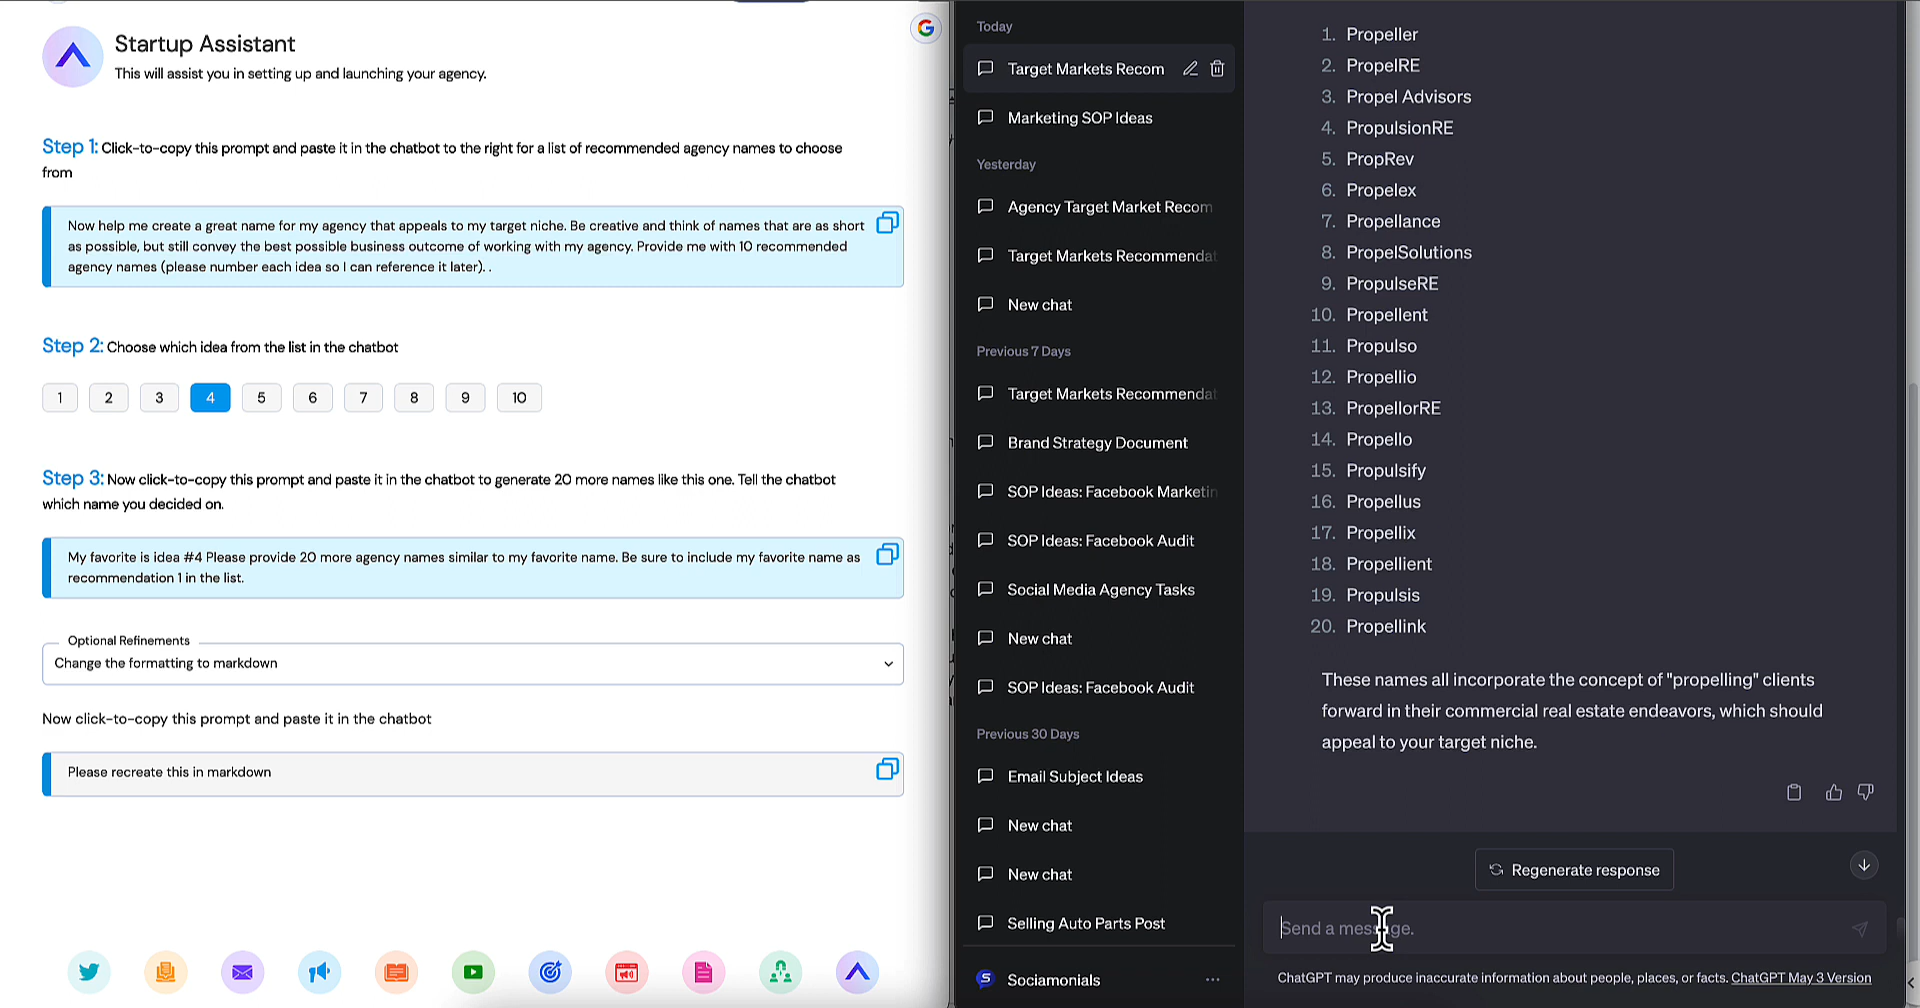 Startup Assistant
This will assist you in setting up and launching your agency.
Step 1: Click-to-copy this prompt and paste it in the chatbot to the right for a list of recommended agency names to choose
from
Now help me create a great name for my agency that appeals to my target niche. Be creative and think of names that are as short
as possible, but still convey the best possible business outcome of working with my agency. Provide me with 10 recommended
agency names (please number each idea so I can reference it later). .
Step 2: Choose which idea from the list in the chatbot
1 2 3 4 5 6 7 8 9 10
Step 3: Now click-to-copy this prompt and paste it in the chatbot to generate 20 more names like this one. Tell the chatbot
which name you decided on.
My favorite is idea #4 Please provide 20 more agency names similar to my favorite name. Be sure to include my favorite name as
recommendation 1 in the list.
Optional Refinements
Change the formatting to markdown
Now click-to-copy this prompt and paste it in the chatbot
Please recreate this in markdown
Today
Target Markets Recom
Marketing SOP Ideas
Yesterday
Agency Target Market Recom
Target Markets Recommendat
New chat
Previous 7 Days
Target Markets Recommendat
Brand Strategy Document
SOP Ideas: Facebook Marketin
SOP Ideas: Facebook Audit
Social Media Agency Tasks
New chat
SOP Ideas: Facebook Audit
Previous 30 Days
Email Subject Ideas
New chat
New chat
Selling Auto Parts Post
Sociamonials
1. Propeller
2. PropelRE
3. Propel Advisors
4. PropulsionRE
5. PropRev
6. Propelex
7. Propellance
8. PropelSolutions
9. PropulseRE
10. Propellent
11. Propulso
12. Propellio
13. PropellorRE
14. Propello
15. Propulsify
16. Propellus
17. Propellix
18. Propellient
19. Propulsis
20. Propellink
These names all incorporate the concept of "propelling" clients
forward in their commercial real estate endeavors, which should
appeal to your target niche.
Regenerate response
Send a message.
ChatGPT may produce inaccurate information about people, places, or facts. ChatGPT May 3 Version